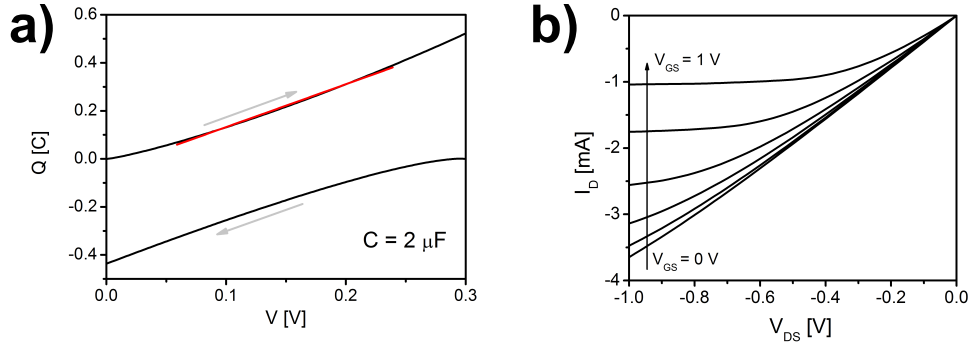 a)
0.6
0.4
0.2
0.0
-0.2
-0.4
Q [C]
C = 2 μF
0.0 0.1 0.2 0.3
V [V]
b)
0
-1
-2
-3
-4
I_D [mA]
V_GS = 1 V
V_GS = 0 V
-1.0 -0.8 -0.6 -0.4 -0.2 0.0
V_DS [V]